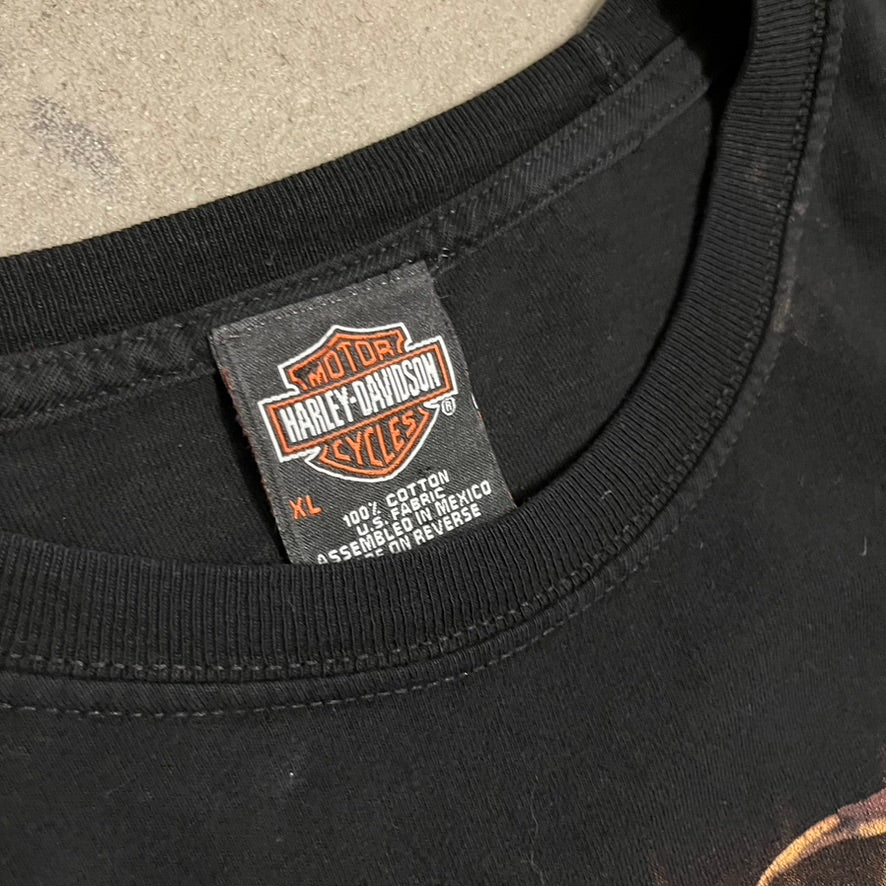 MOTOR
HARLEY-DAVIDSON
CYCLES
®
XL
100% COTTON
U.S. FABRIC
ASSEMBLED IN MEXICO
ON REVERSE